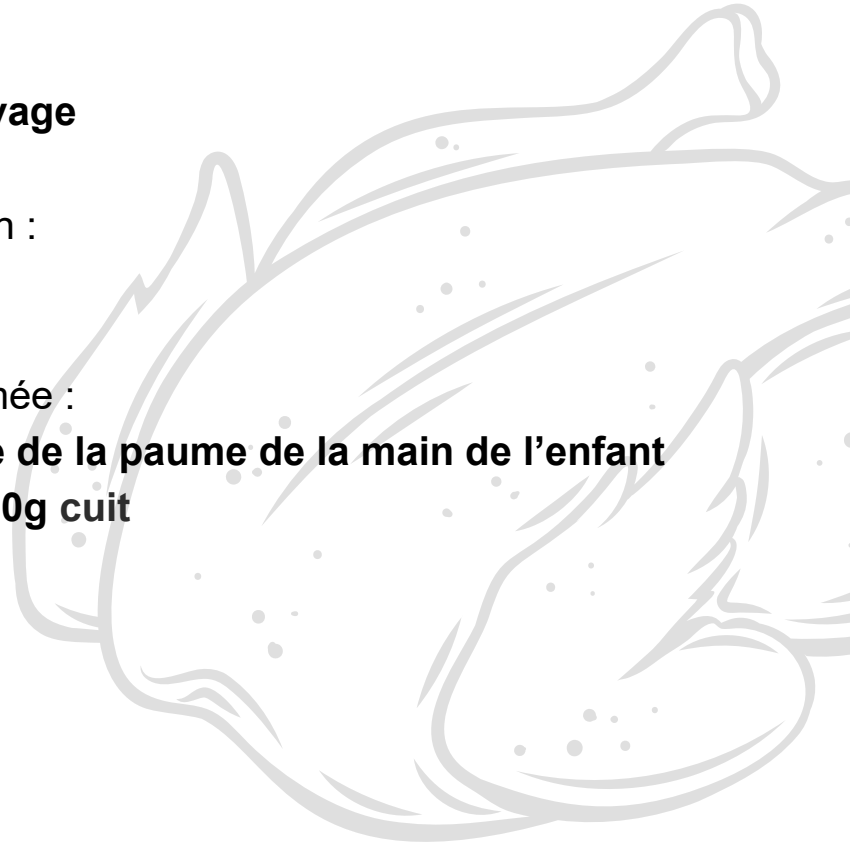 vage
n :
née :
e de la paume de la main de l’enfant
0g cuit